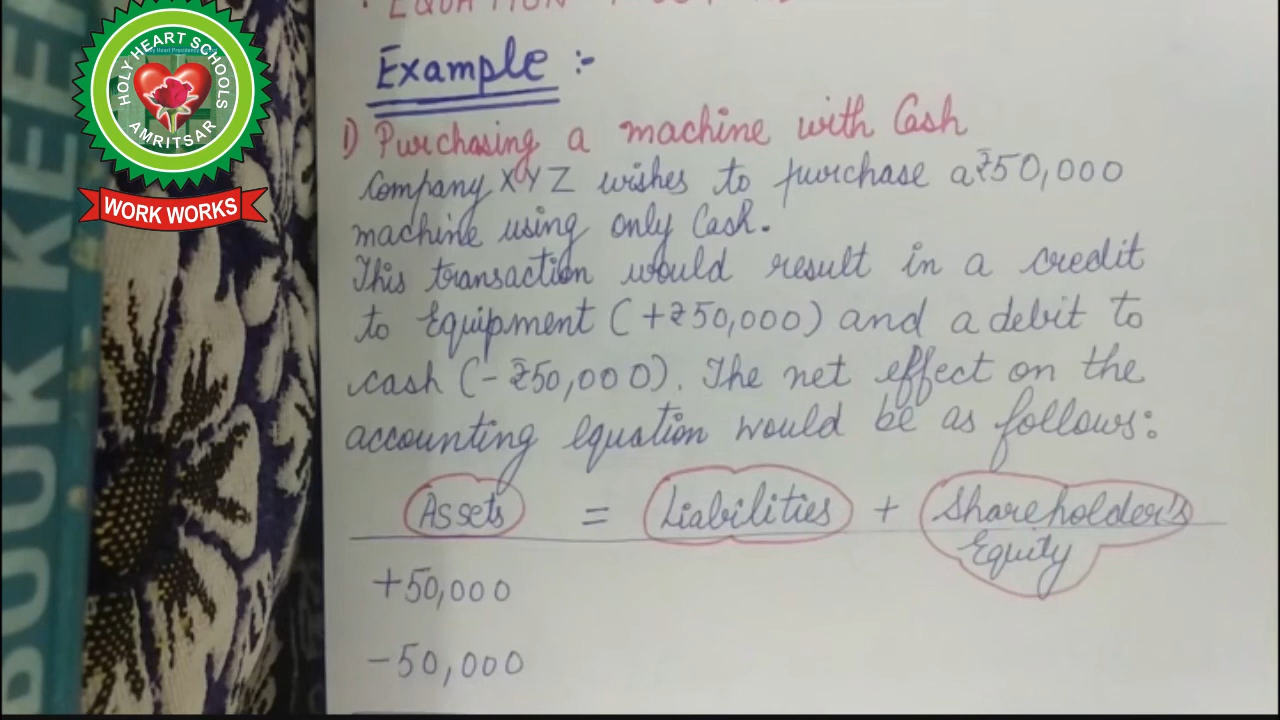 EQUATION
Example :-
1) Purchasing a machine with Cash
Company XYZ wishes to purchase a ₹50,000
machine using only Cash.
This transaction would result in a credit
to Equipment (+₹50,000) and a debit to
cash (-₹50,000). The net effect on the
accounting equation would be as follows:
Assets = Liabilities + Shareholder's
Equity
+50,000
-50,000
HOLY HEART SCHOOLS
AMRITSAR
WORK WORKS
BOOK KEE